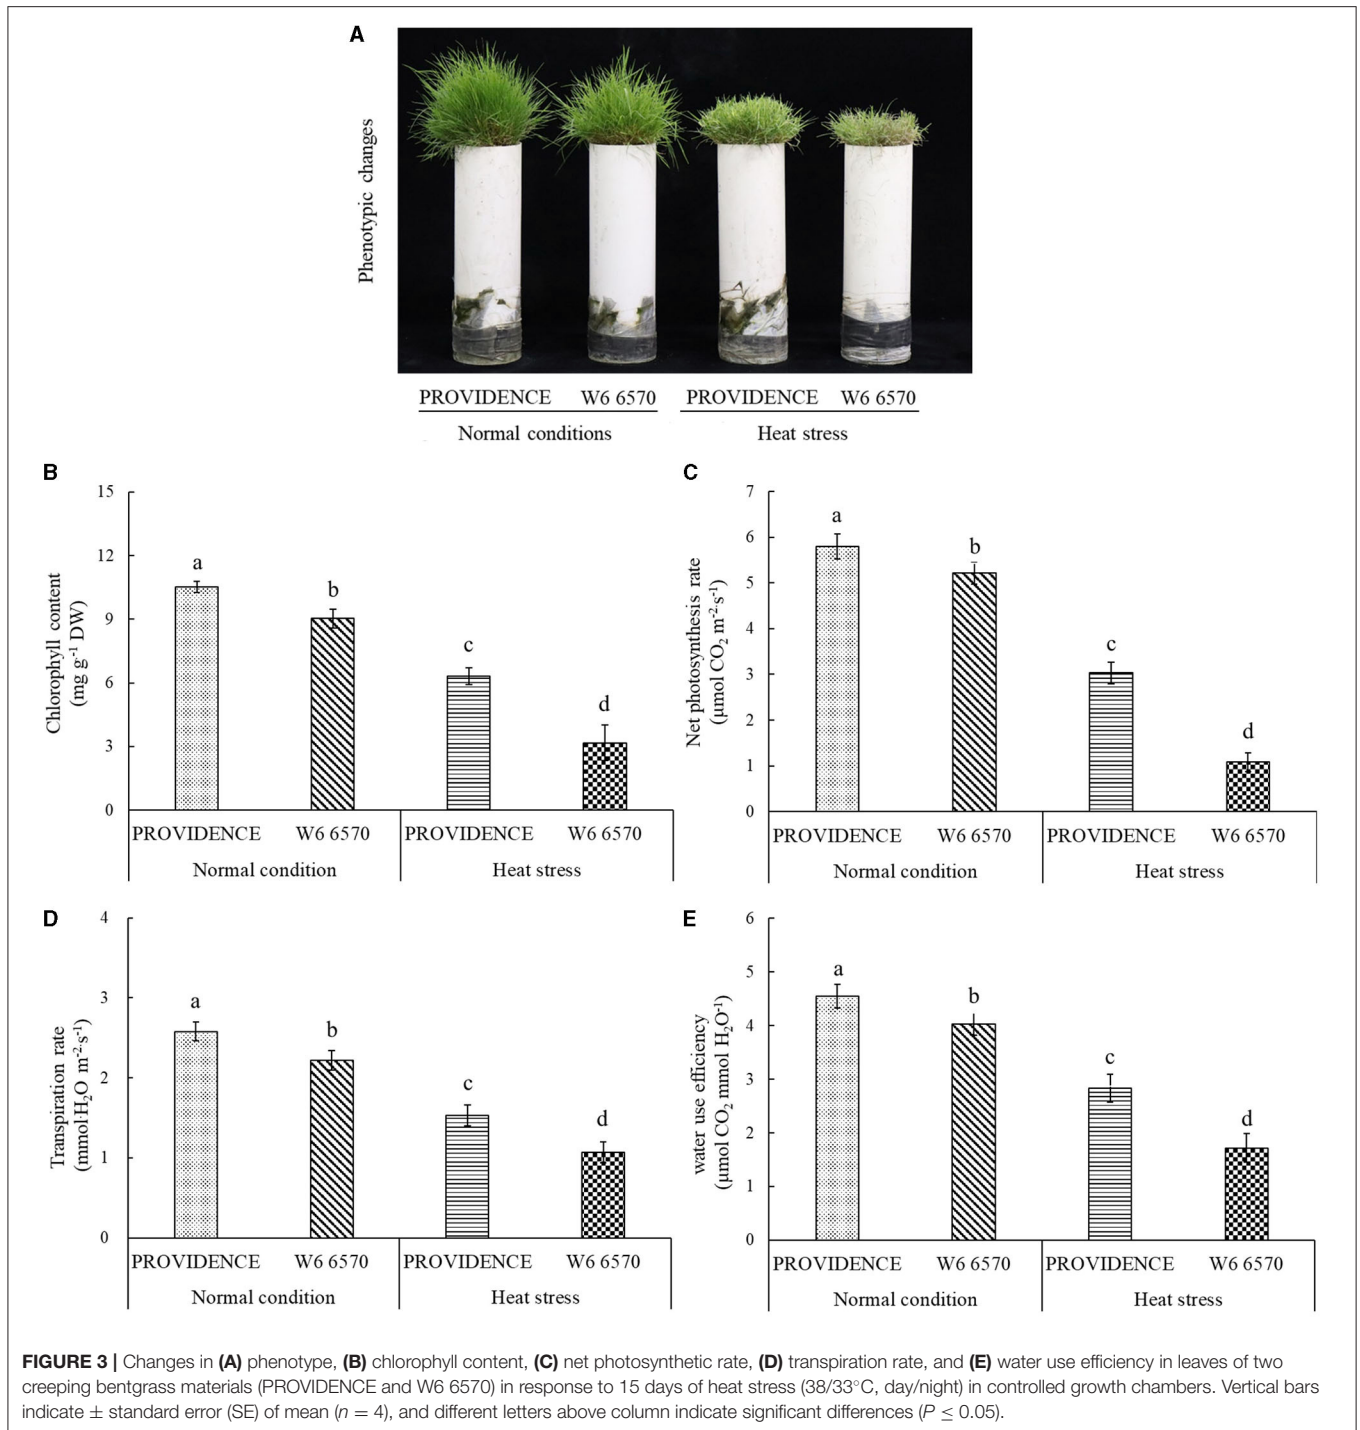 A
Phenotypic changes
PROVIDENCE W6 6570 PROVIDENCE W6 6570
Normal conditions Heat stress
B
Chlorophyll content
(mg g⁻¹ DW)
15
12
9
6
3
0
a
b
c
d
PROVIDENCE W6 6570 PROVIDENCE W6 6570
Normal condition Heat stress
C
Net photosynthesis rate
(μmol CO₂ m⁻²·s⁻¹)
7
6
5
4
3
2
1
0
a
b
c
d
PROVIDENCE W6 6570 PROVIDENCE W6 6570
Normal condition Heat stress
D
Transpiration rate
(mmol·H₂O m⁻²·s⁻¹)
4
3
2
1
0
a
b
c
d
PROVIDENCE W6 6570 PROVIDENCE W6 6570
Normal condition Heat stress
E
water use efficiency
(μmol CO₂ mmol H₂O⁻¹)
6
5
4
3
2
1
0
a
b
c
d
PROVIDENCE W6 6570 PROVIDENCE W6 6570
Normal condition Heat stress
FIGURE 3 | Changes in (A) phenotype, (B) chlorophyll content, (C) net photosynthetic rate, (D) transpiration rate, and (E) water use efficiency in leaves of two
creeping bentgrass materials (PROVIDENCE and W6 6570) in response to 15 days of heat stress (38/33°C, day/night) in controlled growth chambers. Vertical bars
indicate ± standard error (SE) of mean (n = 4), and different letters above column indicate significant differences (P ≤ 0.05).